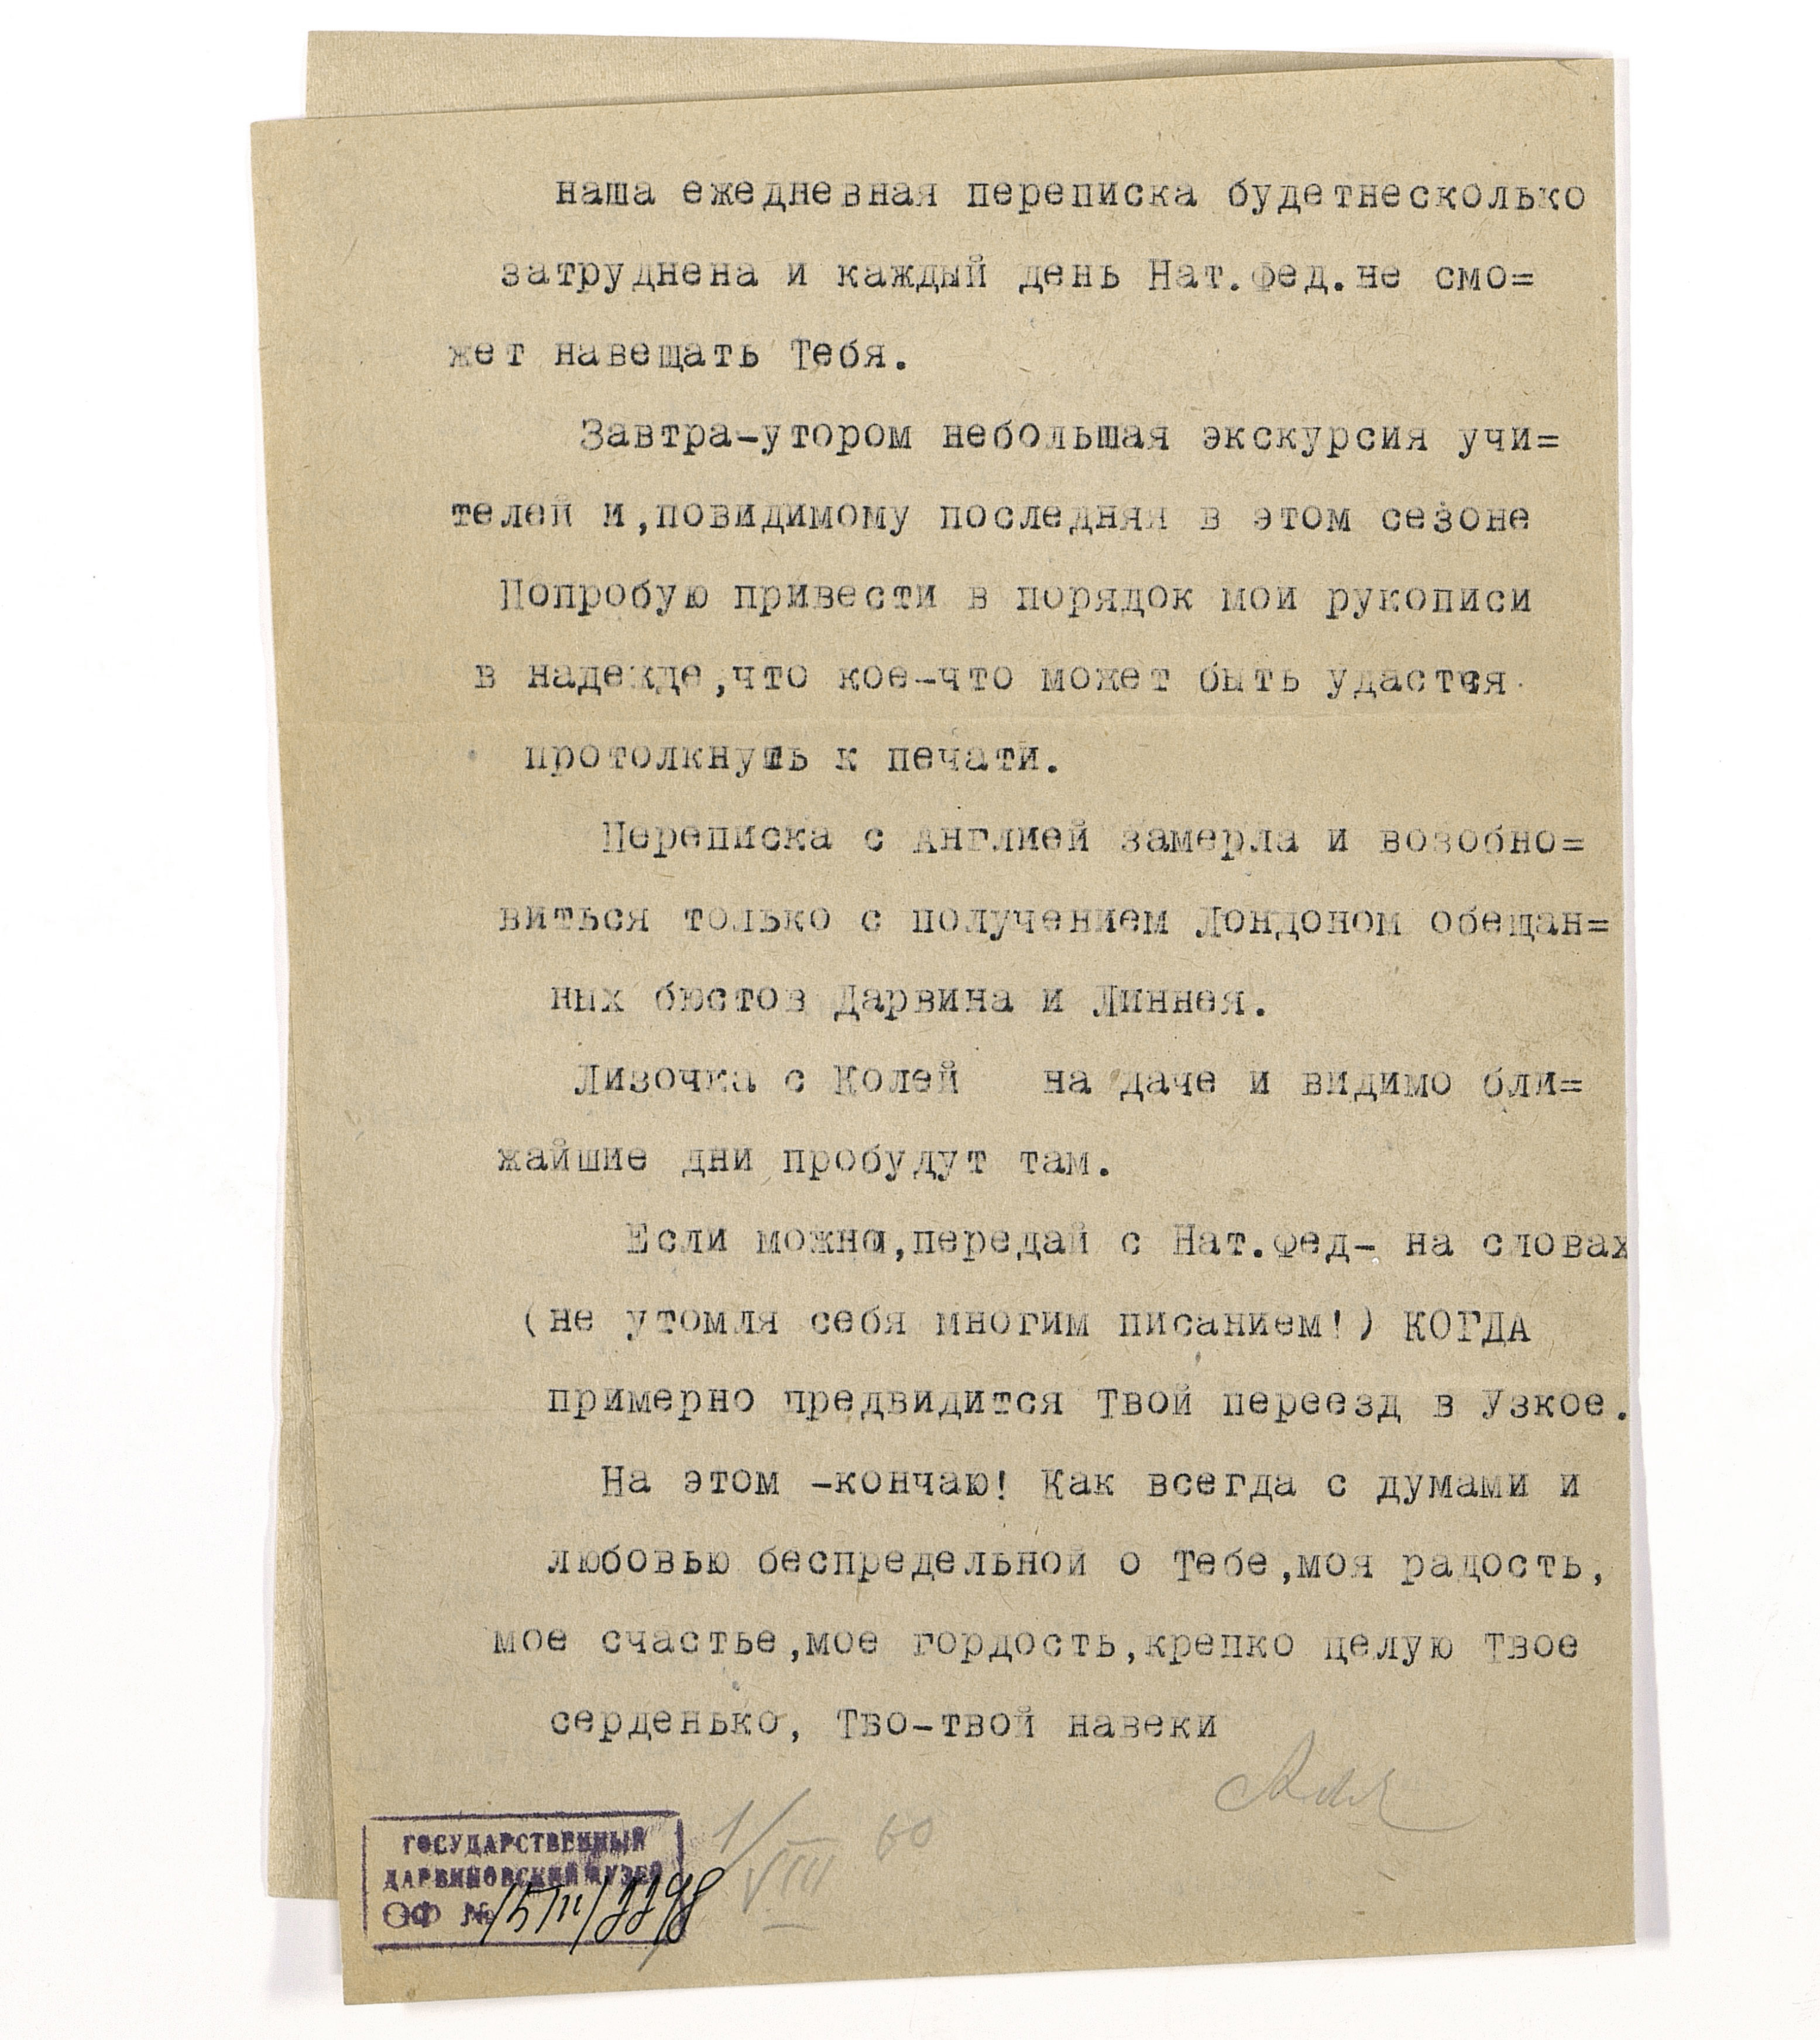 наша ежедневная переписка будетнесколько
затруднена и каждый день Нат.Фед.не смо=
жет навещать Тебя.
Завтра-утором небольшая экскурсия учи=
телей и,повидимому последняя в этом сезоне
Попробую привести в порядок мои рукописи
в надежде,что кое-что может быть удастся
протолкнуть к печати.
Переписка с Англией замерла и возобно=
виться только с получением Лондоном обещан=
ных бюстов Дарвина и Линнея.
Лизочка с Колей на даче и видимо бли=
жайшие дни пробудут там.
Если можно,передай с Нат.Фед- на словах
(не утомля себя многим писанием!) КОГДА
примерно предвидится Твой переезд в Узкое.
На этом -кончаю! Как всегда с думами и
любовью беспредельной о Тебе,моя радость,
мое счастье,мое гордость,крепко целую Твое
серденько, Тво-твой навеки
1/VIII 60
ГОСУДАРСТВЕННЫЙ
ДАРВИНОВСКИЙ МУЗЕЙ
ОФ №